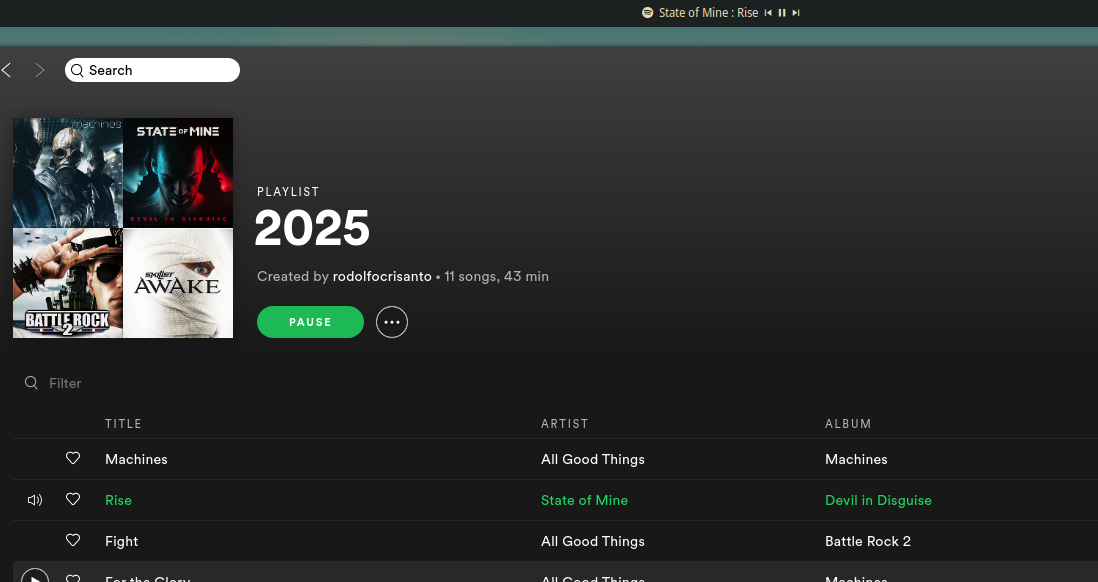 State of Mine : Rise
Search
machines
STATE OF MINE
DEVIL IN DISGUISE
BATTLE ROCK
2
skillet
AWAKE
PLAYLIST
2025
Created by rodolfocrisanto • 11 songs, 43 min
PAUSE
Filter
TITLE ARTIST ALBUM
Machines All Good Things Machines
Rise State of Mine Devil in Disguise
Fight All Good Things Battle Rock 2
For the Glory All Good Things Machines